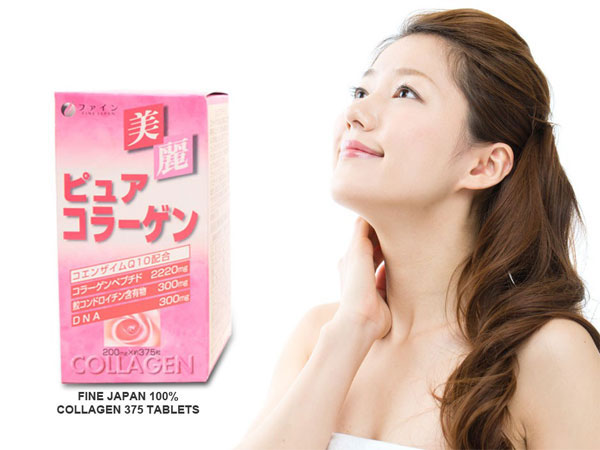 ファイン
FINE JAPAN
美
麗
ピュア
コラーゲン
コエンザイムQ10配合
コラーゲンペプチド 2220mg
鮫コンドロイチン含有物 300mg
DNA 300mg
COLLAGEN
FINE JAPAN 100%
COLLAGEN 375 TABLETS